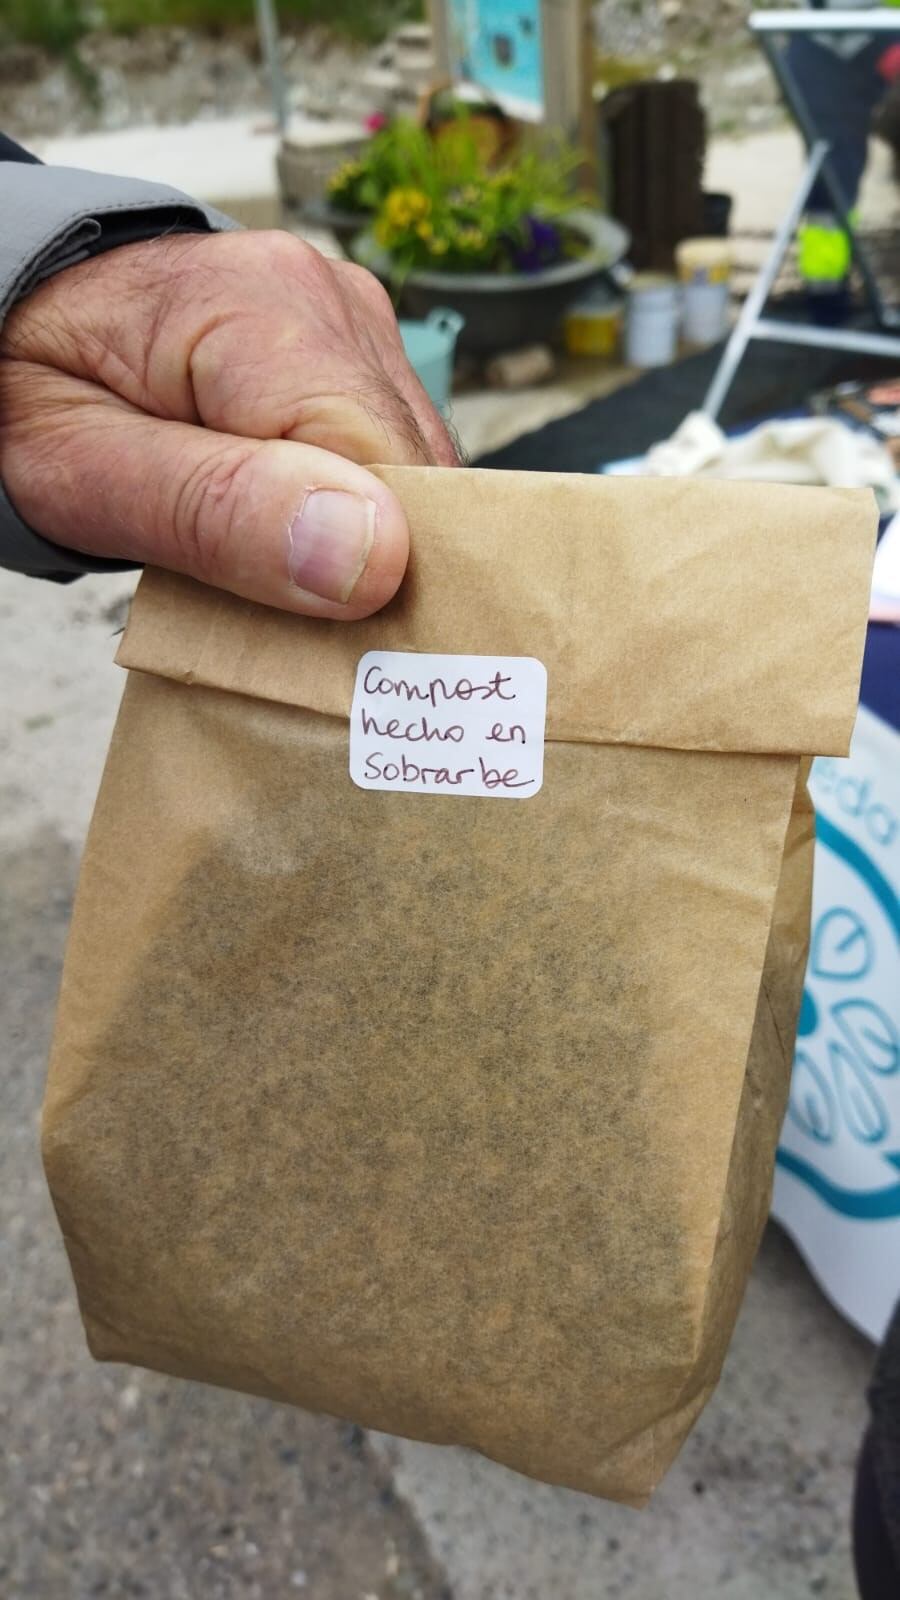 Compost
hecho en
Sobrarbe